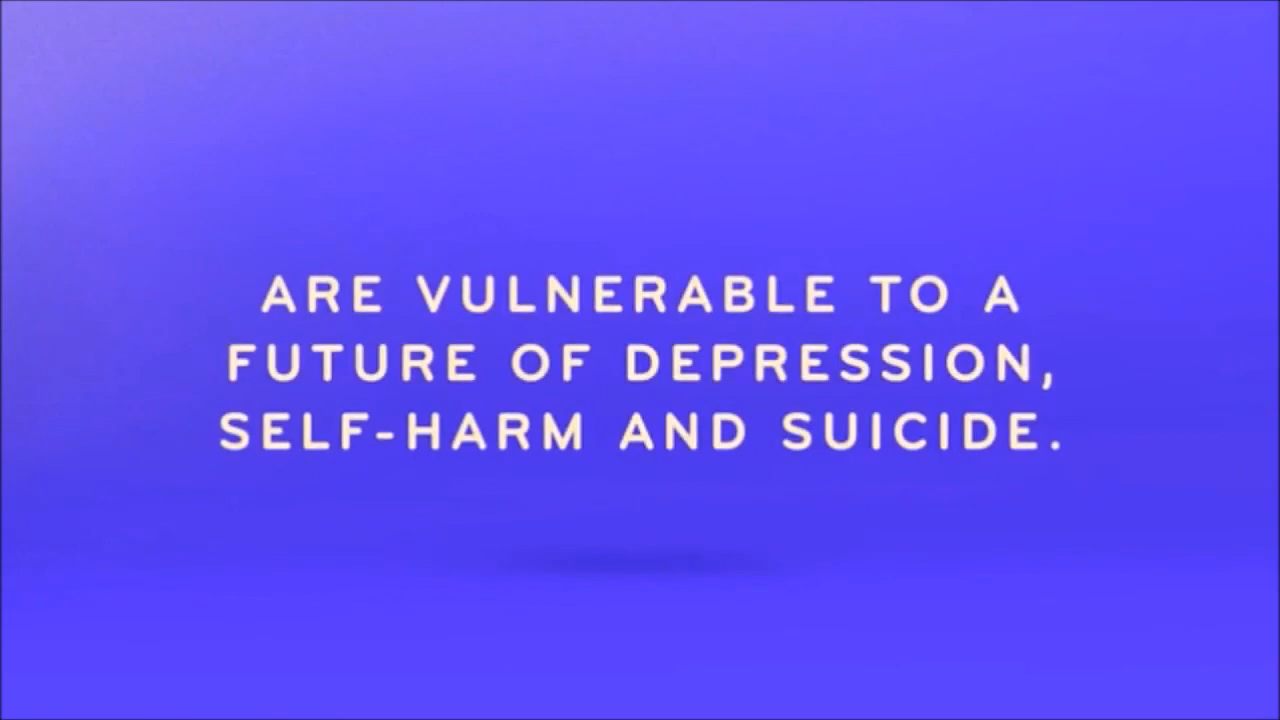 ARE VULNERABLE TO A
FUTURE OF DEPRESSION,
SELF-HARM AND SUICIDE.